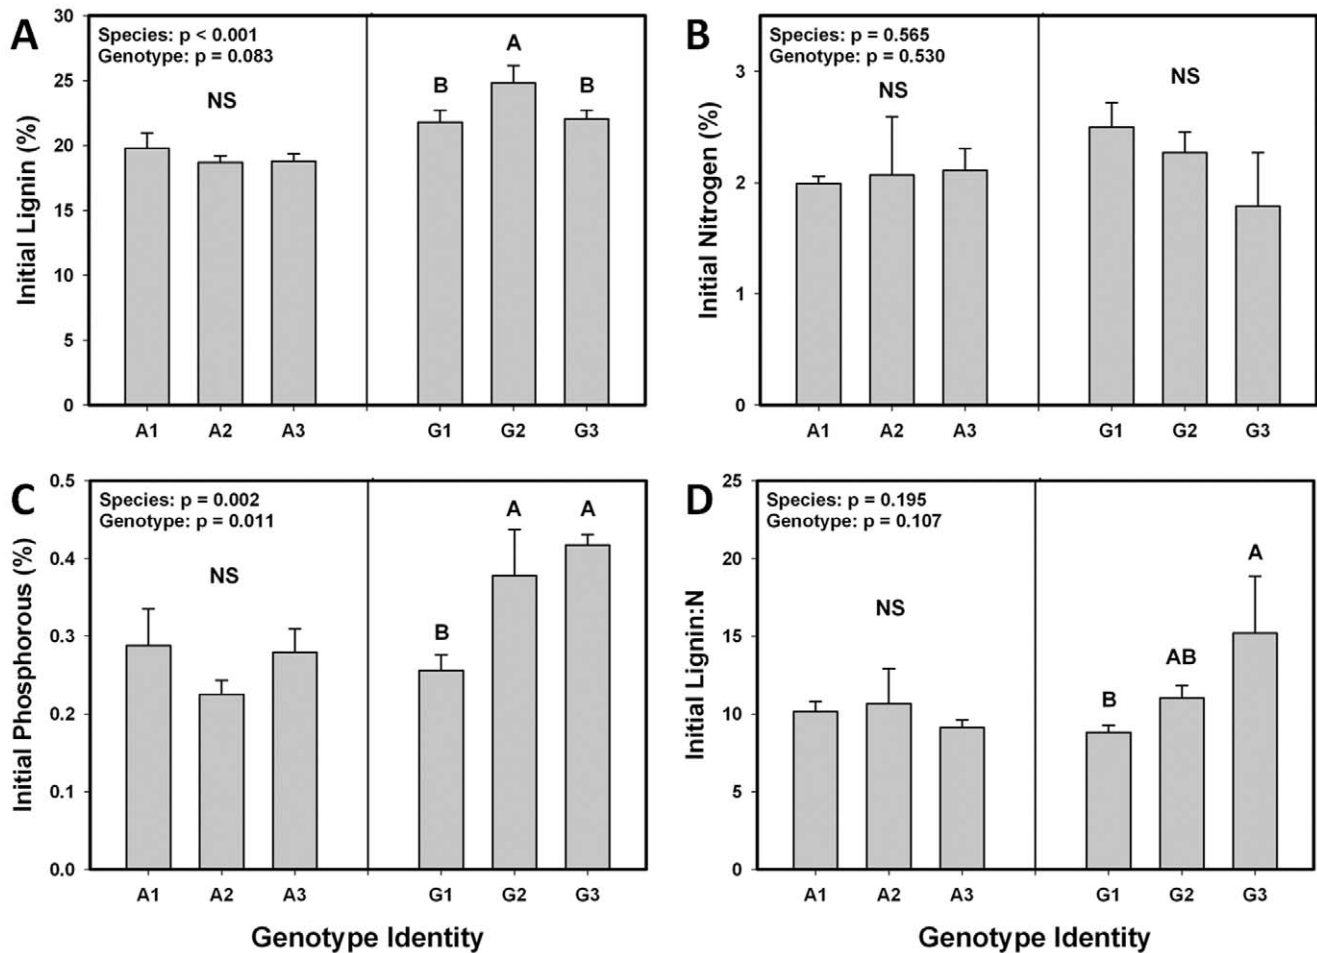 A
Species: p < 0.001
Genotype: p = 0.083
NS
B
A
B
Initial Lignin (%)
30
25
20
15
10
5
0
A1 A2 A3 G1 G2 G3
B
Species: p = 0.565
Genotype: p = 0.530
NS
NS
Initial Nitrogen (%)
3
2
1
0
A1 A2 A3 G1 G2 G3
C
Species: p = 0.002
Genotype: p = 0.011
NS
B
A
A
Initial Phosphorous (%)
0.5
0.4
0.3
0.2
0.1
0.0
A1 A2 A3 G1 G2 G3
Genotype Identity
D
Species: p = 0.195
Genotype: p = 0.107
NS
B
AB
A
Initial Lignin:N
25
20
15
10
5
0
A1 A2 A3 G1 G2 G3
Genotype Identity